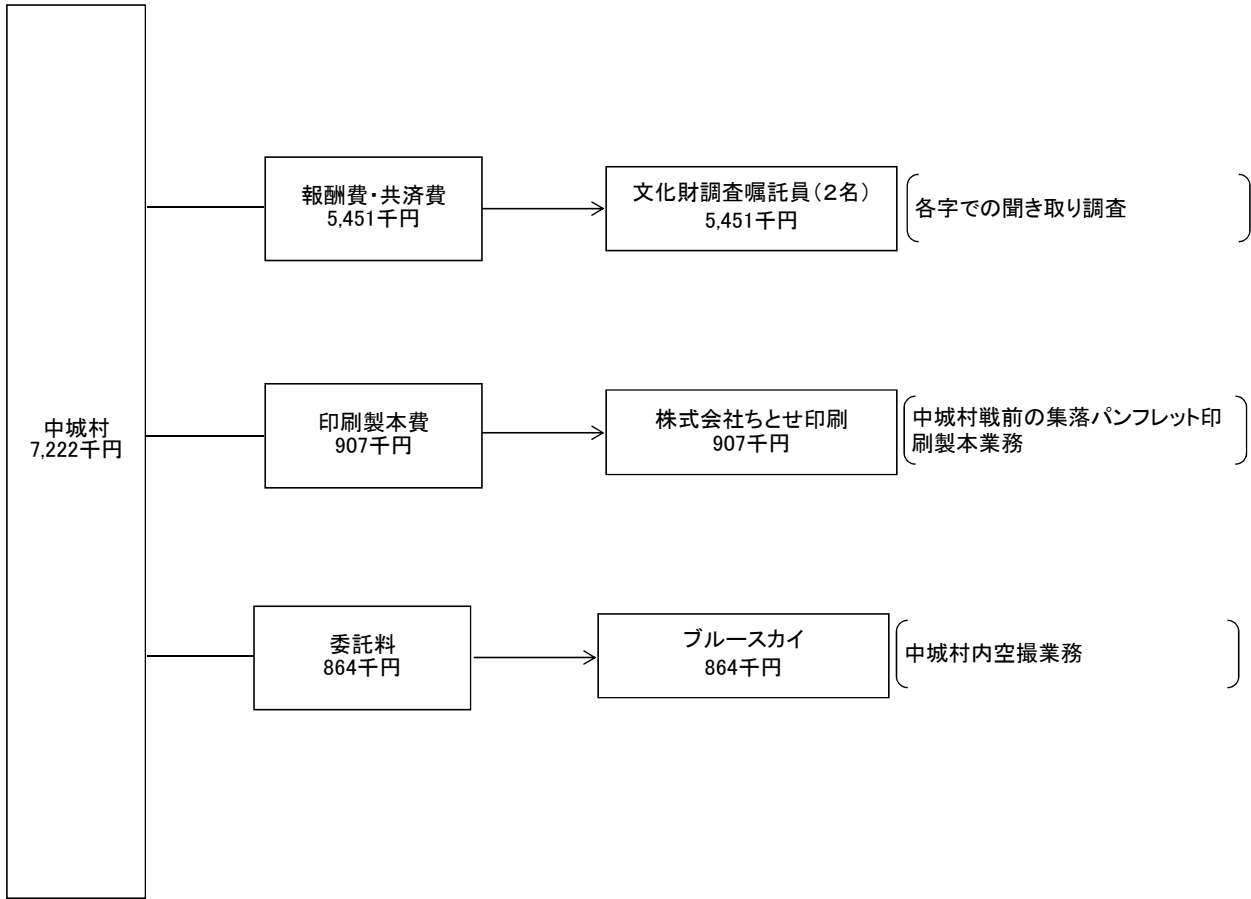 中城村
7,222千円
報酬費・共済費
5,451千円
文化財調査嘱託員(2名)
5,451千円
各字での聞き取り調査
印刷製本費
907千円
株式会社ちとせ印刷
907千円
中城村戦前の集落パンフレット印
刷製本業務
委託料
864千円
ブルースカイ
864千円
中城村内空撮業務